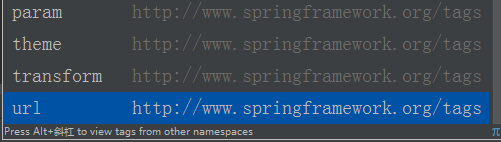 param http://www.springframework.org/tags
theme http://www.springframework.org/tags
transform http://www.springframework.org/tags
url http://www.springframework.org/tags
Press Alt+斜杠 to view tags from other namespaces π